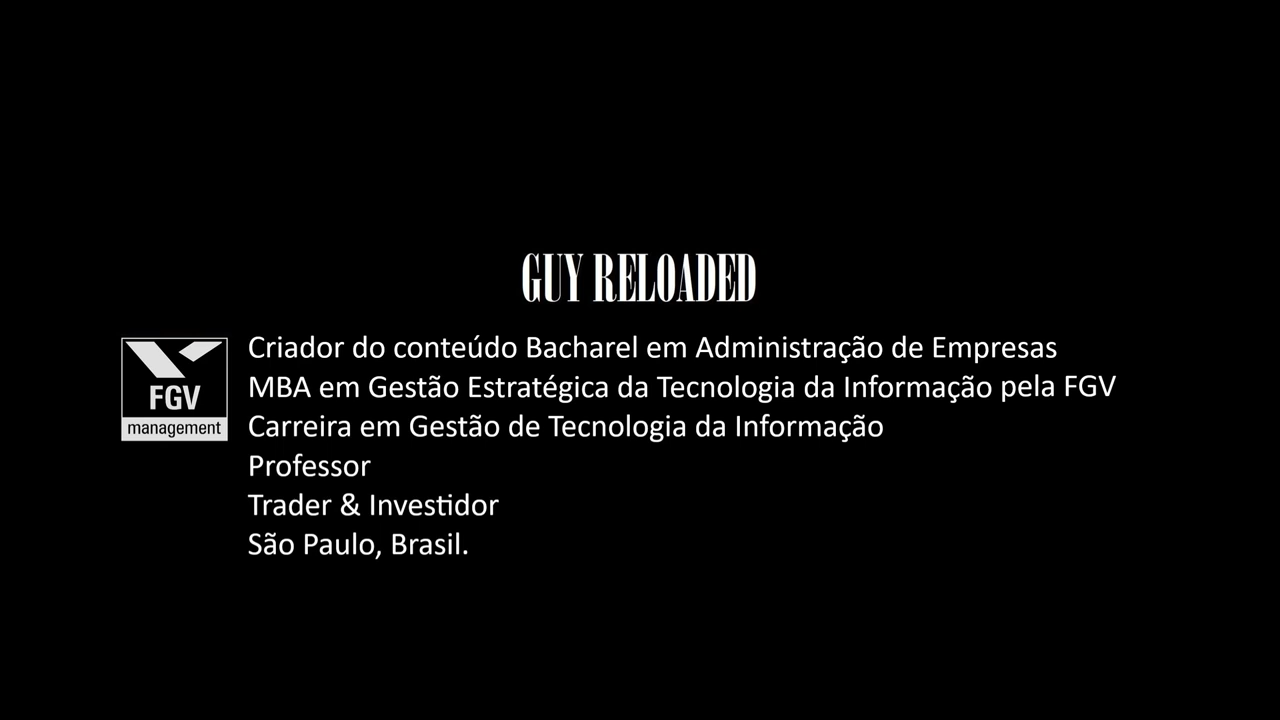 GUY RELOADED
Criador do conteúdo Bacharel em Administração de Empresas
MBA em Gestão Estratégica da Tecnologia da Informação pela FGV
Carreira em Gestão de Tecnologia da Informação
Professor
Trader & Investidor
São Paulo, Brasil.
FGV
management